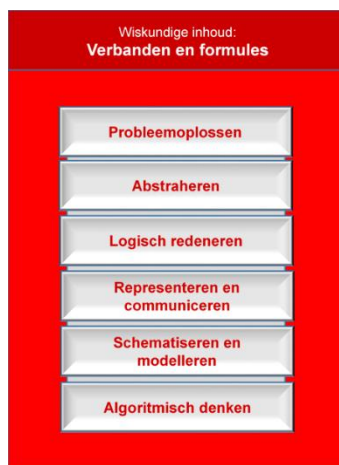 Wiskundige inhoud:
Verbanden en formules
Probleemoplossen
Abstraheren
Logisch redeneren
Representeren en
communiceren
Schematiseren en
modelleren
Algoritmisch denken